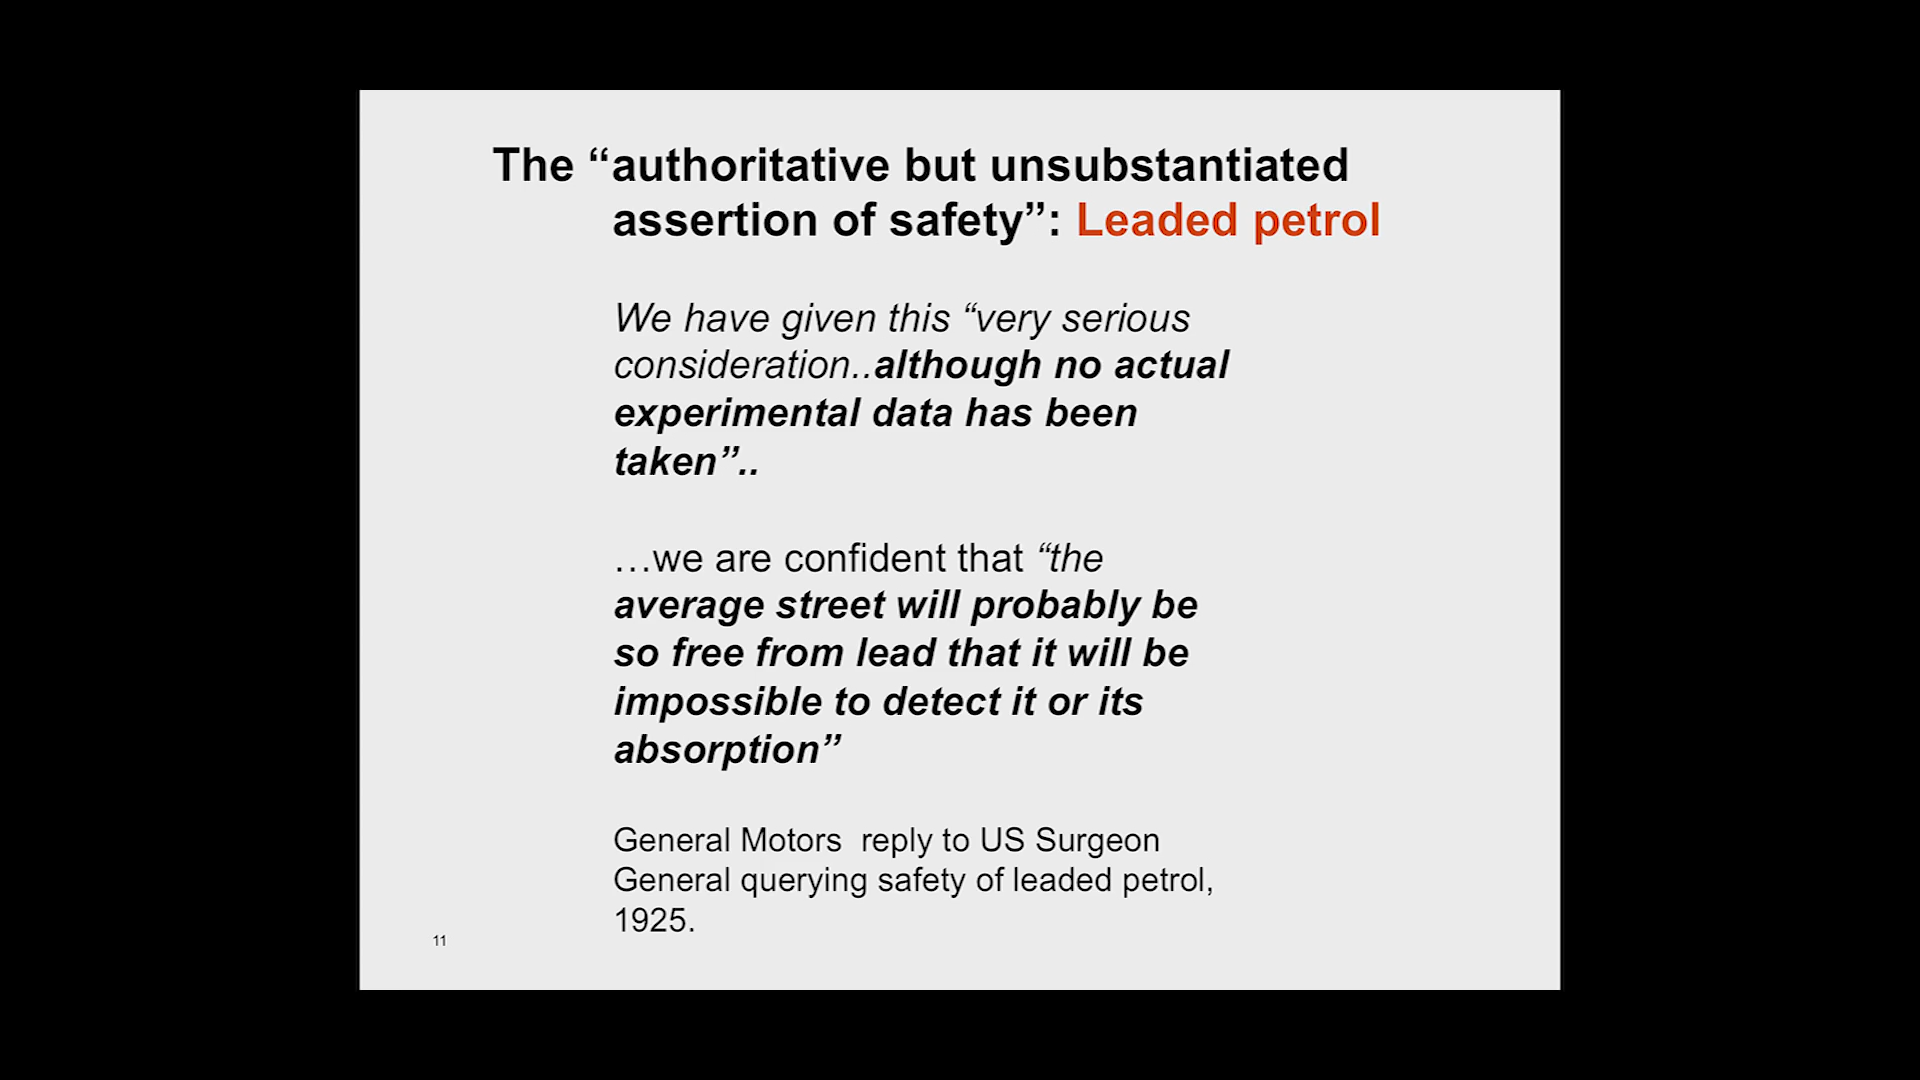 The “authoritative but unsubstantiated
assertion of safety”: Leaded petrol
We have given this “very serious
consideration..although no actual
experimental data has been
taken”..
…we are confident that “the
average street will probably be
so free from lead that it will be
impossible to detect it or its
absorption”
General Motors  reply to US Surgeon
General querying safety of leaded petrol,
1925.
11